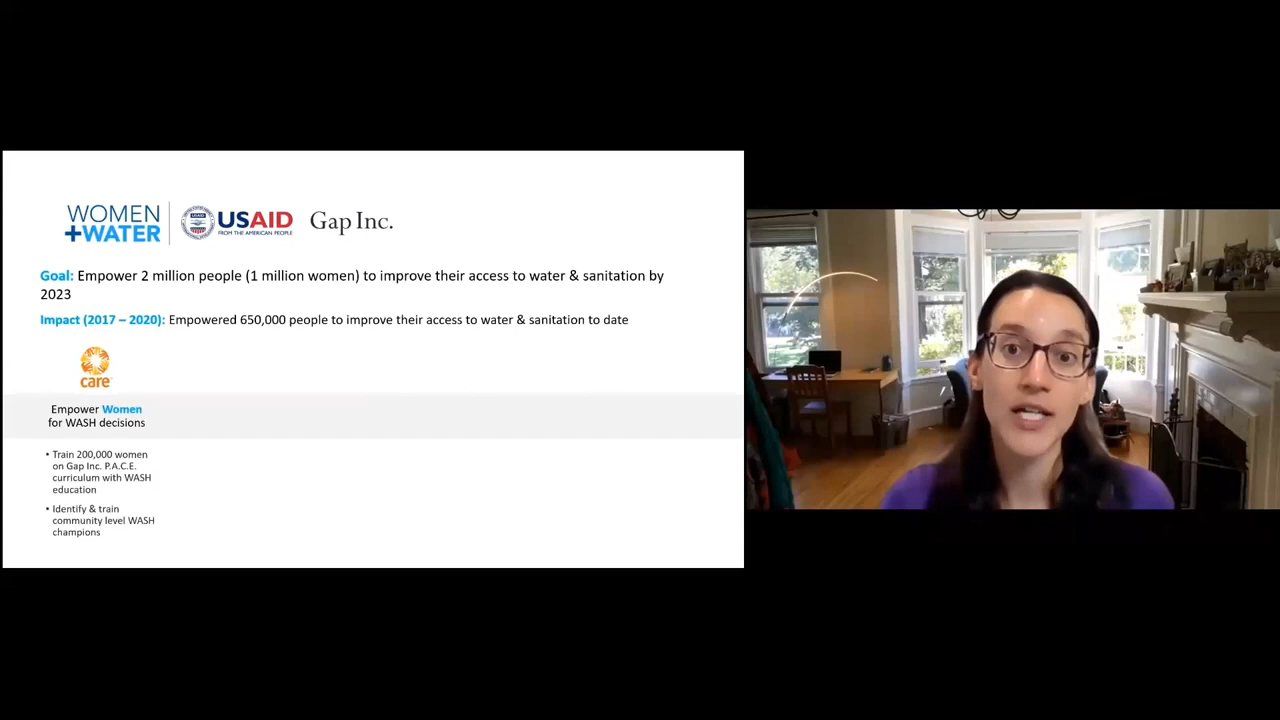 WOMEN
+WATER
USAID
FROM THE AMERICAN PEOPLE
Gap Inc.
Goal: Empower 2 million people (1 million women) to improve their access to water & sanitation by
2023
Impact (2017 – 2020): Empowered 650,000 people to improve their access to water & sanitation to date
care
Empower Women
for WASH decisions
• Train 200,000 women
on Gap Inc. P.A.C.E.
curriculum with WASH
education
• Identify & train
community level WASH
champions